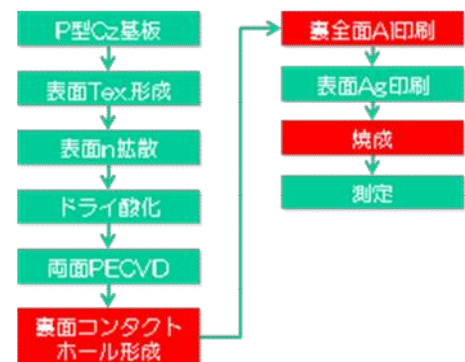 P型Cz基板
表面Tex.形成
表面n拡散
ドライ酸化
両面PECVD
裏面コンタクト
ホール形成
裏全面Al印刷
表面Ag印刷
焼成
測定